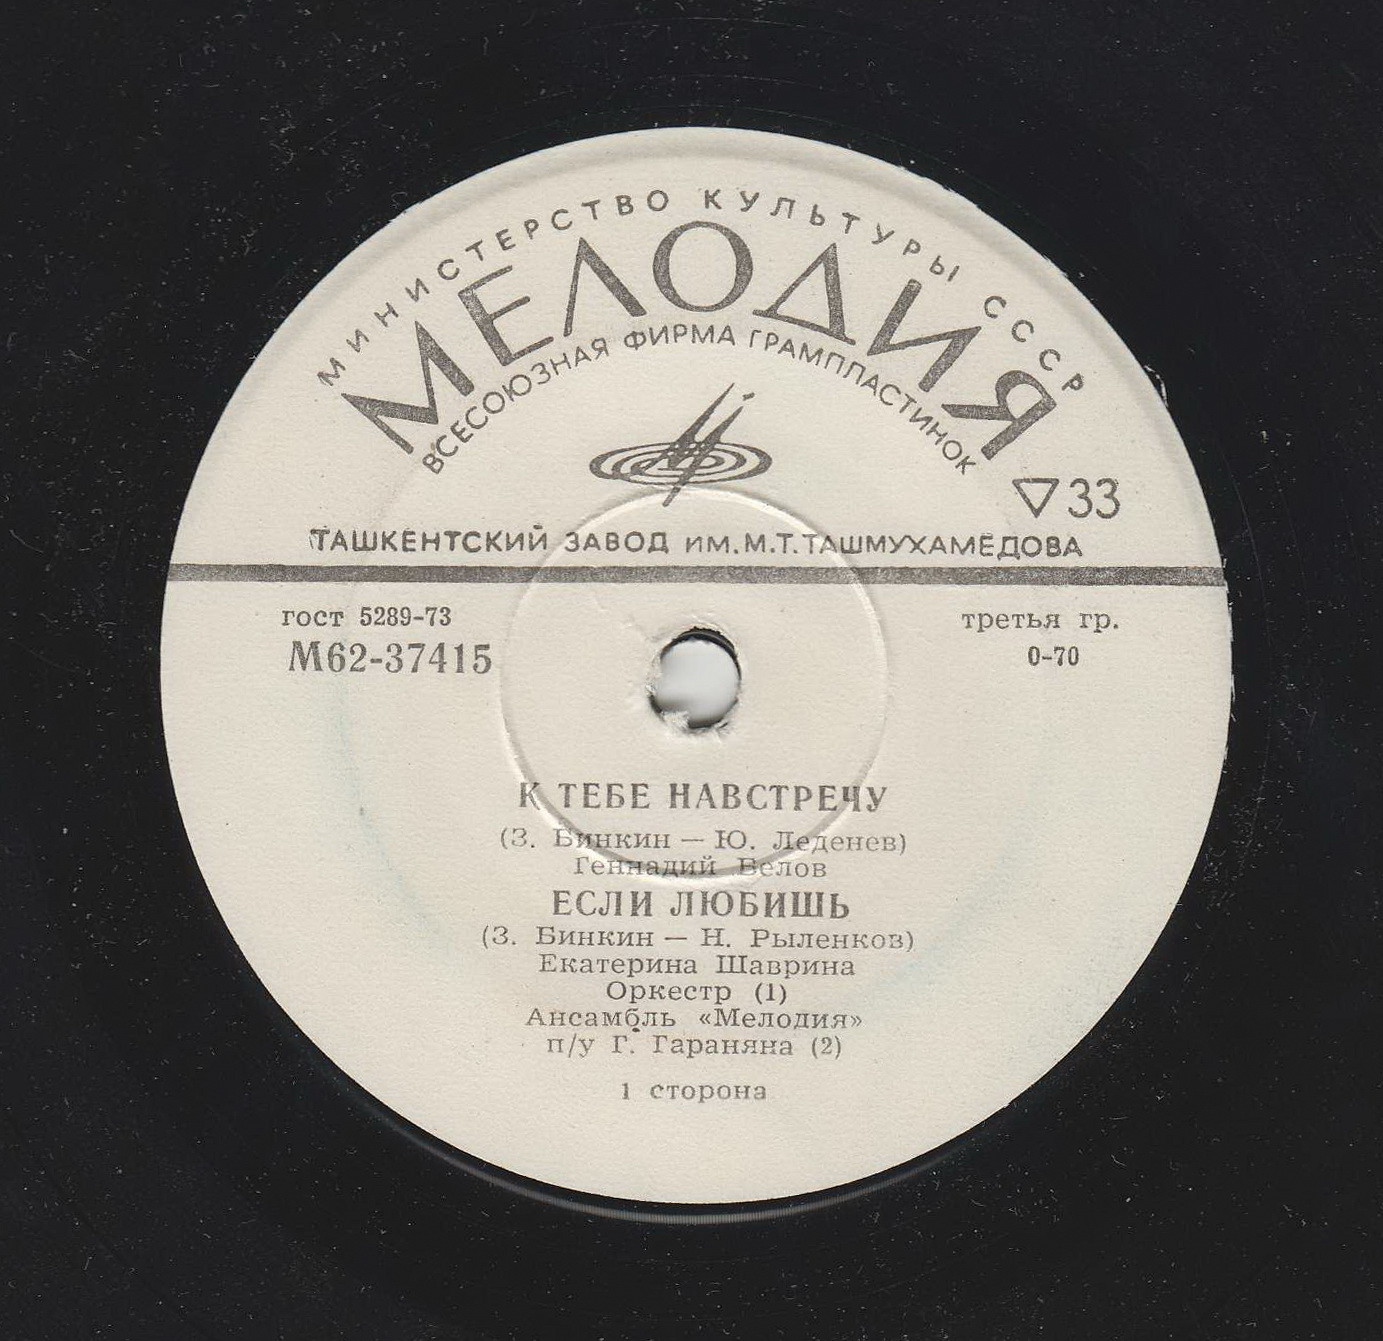 МИНИСТЕРСТВО КУЛЬТУРЫ СССР
МЕЛОДИЯ
ВСЕСОЮЗНАЯ ФИРМА ГРАМПЛАСТИНОК
33
ТАШКЕНТСКИЙ ЗАВОД ИМ. М.Т. ТАШМУХАМЕДОВА
гост 5289-73
третья гр.
М62-37415
0-70
К ТЕБЕ НАВСТРЕЧУ
(З. Бинкин — Ю. Леденев)
Геннадий Белов
ЕСЛИ ЛЮБИШЬ
(З. Бинкин — Н. Рыленков)
Екатерина Шаврина
Оркестр (1)
Ансамбль «Мелодия»
п/у Г. Гараняна (2)
1 сторона